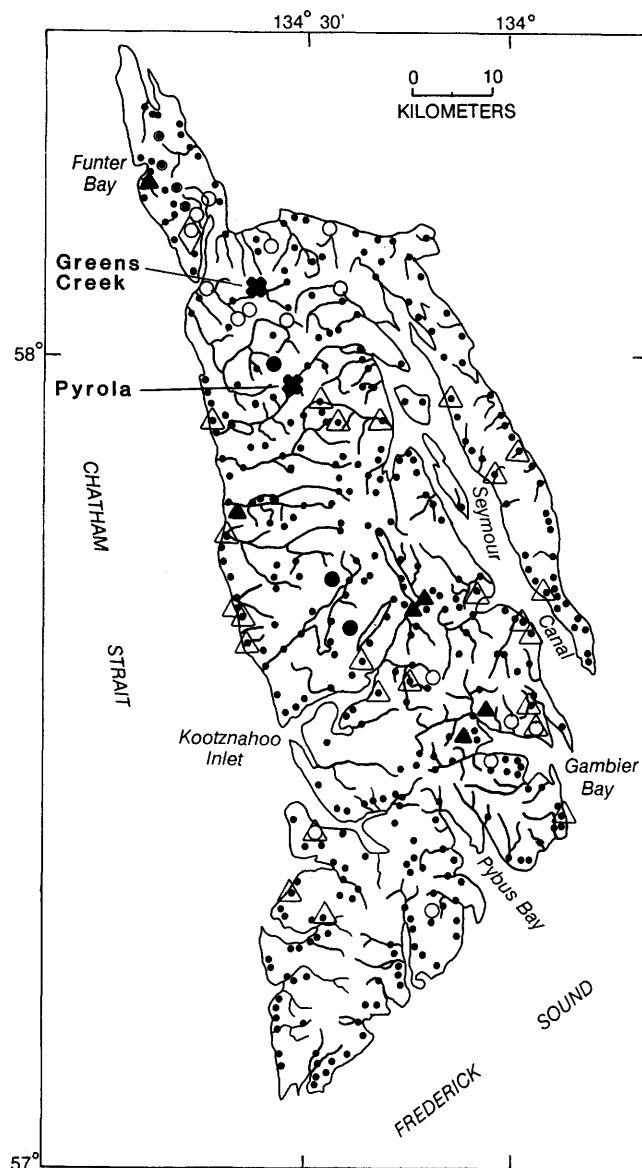 134° 30'
134°
0 10
KILOMETERS
Funter
Bay
Greens
Creek
58°
Pyrola
CHATHAM
STRAIT
Seymour
Canal
Kootznahoo
Inlet
Gambier
Bay
Pybus Bay
SOUND
FREDERICK
57°